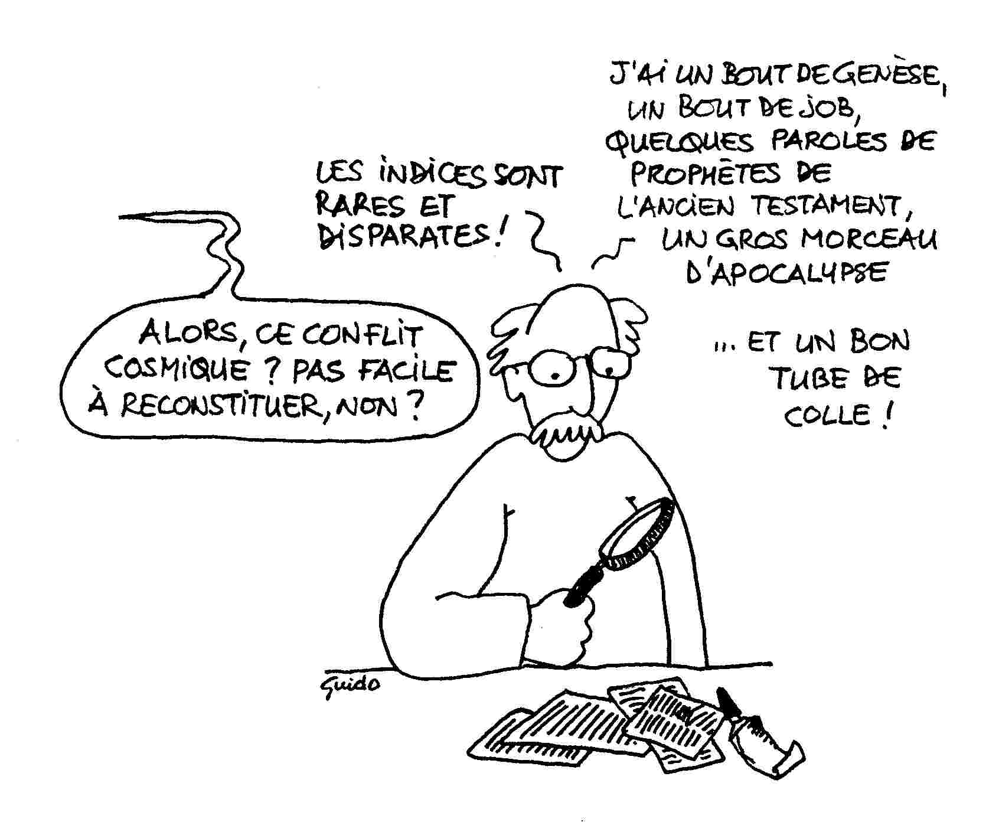 ALORS, CE CONFLIT
COSMIQUE ? PAS FACILE
À RECONSTITUER, NON ?
LES INDICES SONT
RARES ET
DISPARATES !
J'AI UN BOUT DE GENÈSE,
UN BOUT DE JOB,
QUELQUES PAROLES DE
PROPHÈTES DE
L'ANCIEN TESTAMENT,
UN GROS MORCEAU
D'APOCALYPSE
... ET UN BON
TUBE DE
COLLE !
Guido